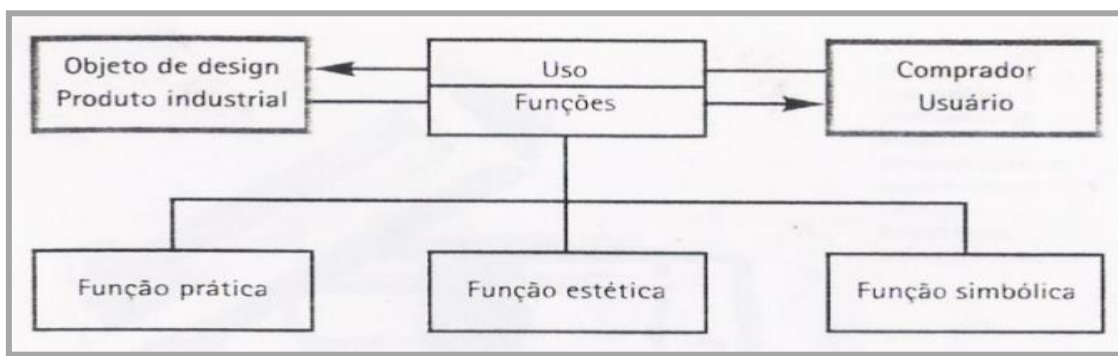 Objeto de design
Produto industrial
Uso
Funções
Comprador
Usuário
Função prática
Função estética
Função simbólica